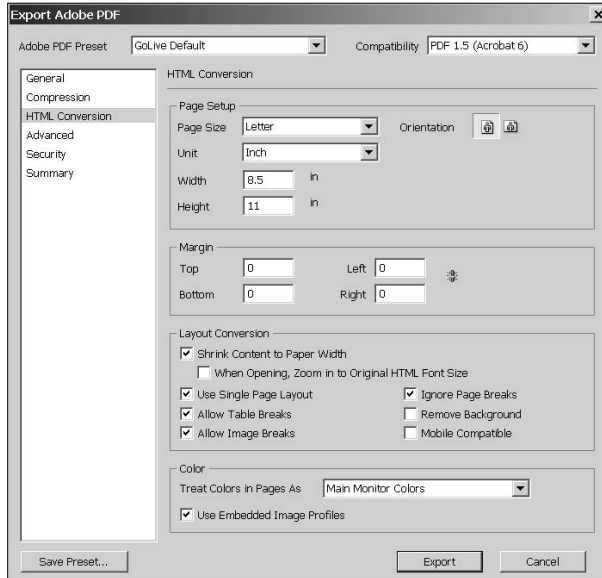 Export Adobe PDF
Adobe PDF Preset GoLive Default Compatibility PDF 1.5 (Acrobat 6)
General
Compression
HTML Conversion
Advanced
Security
Summary
HTML Conversion
Page Setup
Page Size Letter Orientation
Unit Inch
Width 8.5 in
Height 11 in
Margin
Top 0 Left 0
Bottom 0 Right 0
Layout Conversion
Shrink Content to Paper Width
When Opening, Zoom in to Original HTML Font Size
Use Single Page Layout Ignore Page Breaks
Allow Table Breaks Remove Background
Allow Image Breaks Mobile Compatible
Color
Treat Colors in Pages As Main Monitor Colors
Use Embedded Image Profiles
Save Preset... Export Cancel